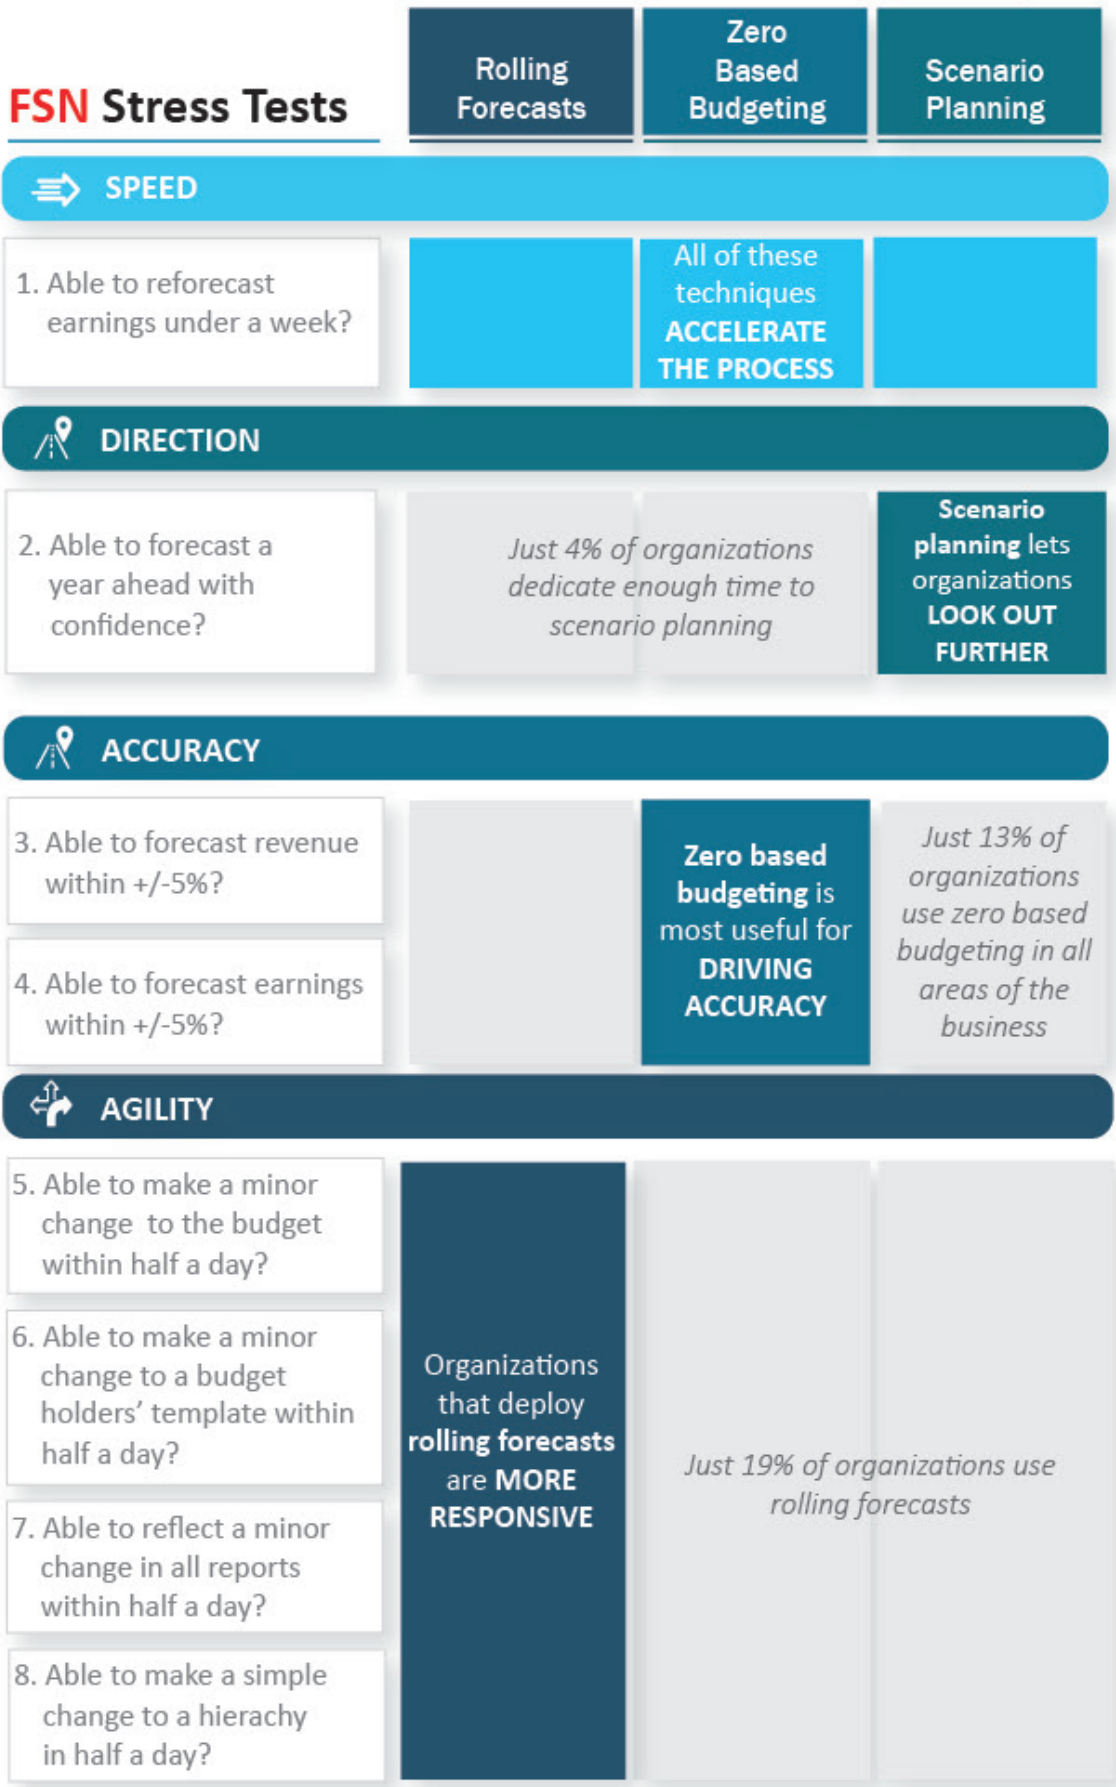 FSN Stress Tests
Rolling
Forecasts
Zero
Based
Budgeting
Scenario
Planning
SPEED
1. Able to reforecast
earnings under a week?
All of these
techniques
ACCELERATE
THE PROCESS
DIRECTION
2. Able to forecast a
year ahead with
confidence?
Just 4% of organizations
dedicate enough time to
scenario planning
Scenario
planning lets
organizations
LOOK OUT
FURTHER
ACCURACY
3. Able to forecast revenue
within +/-5%?
4. Able to forecast earnings
within +/-5%?
Zero based
budgeting is
most useful for
DRIVING
ACCURACY
Just 13% of
organizations
use zero based
budgeting in all
areas of the
business
AGILITY
5. Able to make a minor
change to the budget
within half a day?
6. Able to make a minor
change to a budget
holders’ template within
half a day?
7. Able to reflect a minor
change in all reports
within half a day?
8. Able to make a simple
change to a hierachy
in half a day?
Organizations
that deploy
rolling forecasts
are MORE
RESPONSIVE
Just 19% of organizations use
rolling forecasts